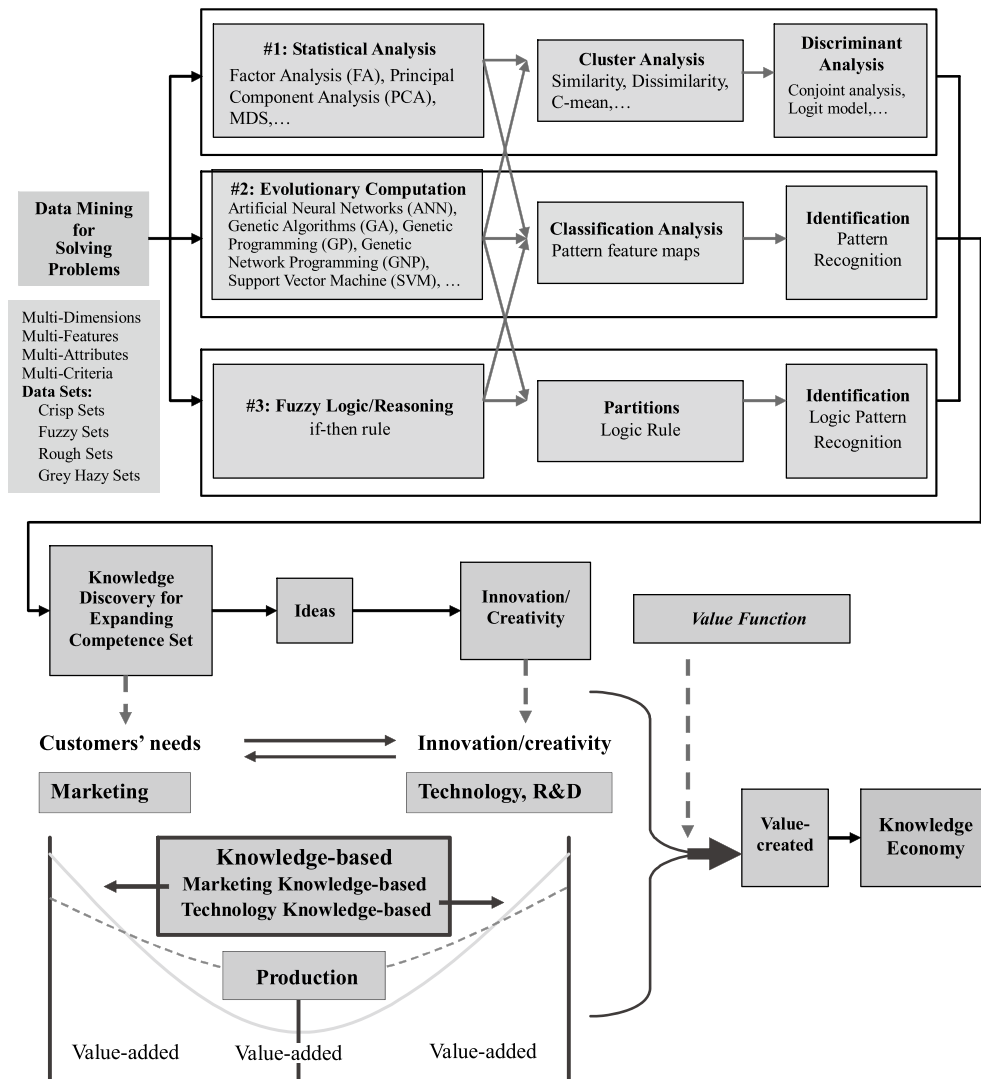 #1: Statistical Analysis
Factor Analysis (FA), Principal
Component Analysis (PCA),
MDS,…
Cluster Analysis
Similarity, Dissimilarity,
C-mean,…
Discriminant
Analysis
Conjoint analysis,
Logit model,…
Data Mining
for
Solving
Problems
#2: Evolutionary Computation
Artificial Neural Networks (ANN),
Genetic Algorithms (GA), Genetic
Programming (GP), Genetic
Network Programming (GNP),
Support Vector Machine (SVM), …
Classification Analysis
Pattern feature maps
Identification
Pattern
Recognition
Multi-Dimensions
Multi-Features
Multi-Attributes
Multi-Criteria
Data Sets:
Crisp Sets
Fuzzy Sets
Rough Sets
Grey Hazy Sets
#3: Fuzzy Logic/Reasoning
if-then rule
Partitions
Logic Rule
Identification
Logic Pattern
Recognition
Knowledge
Discovery for
Expanding
Competence Set
Ideas
Innovation/
Creativity
Value Function
Customers’ needs
Innovation/creativity
Marketing
Technology, R&D
Knowledge-based
Marketing Knowledge-based
Technology Knowledge-based
Production
Value-added
Value-added
Value-added
Value-
created
Knowledge
Economy